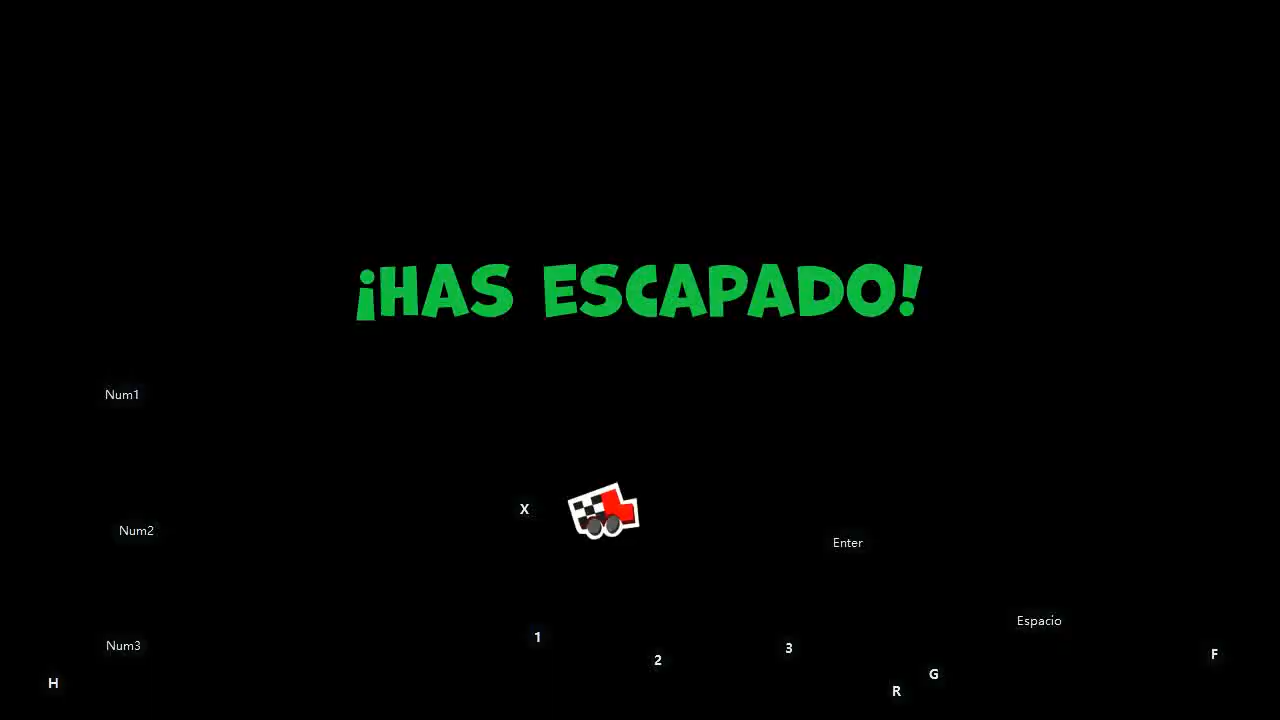 ¡HAS ESCAPADO!
Num1
X
Num2
Enter
Espacio
1
Num3
3
F
2
G
H
R